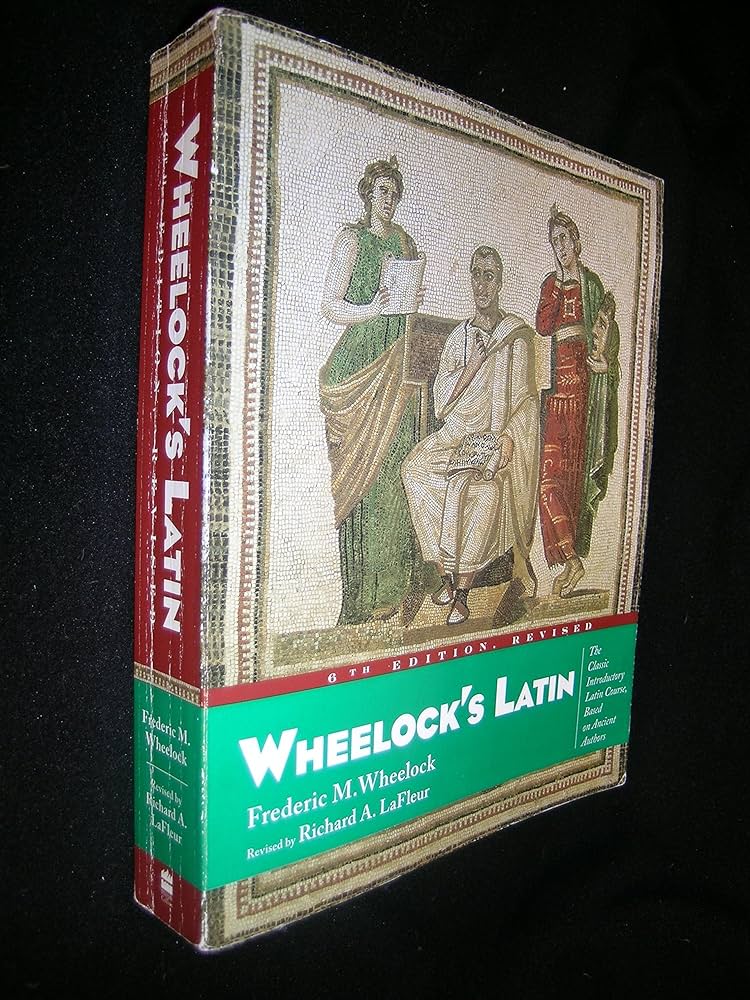 WHEELOCK'S LATIN
Frederic M.
Wheelock
Revised by
Richard A.
LaFleur
6TH EDITION, REVISED
WHEELOCK'S LATIN
Frederic M. Wheelock
Revised by Richard A. LaFleur
The
Classic
Introductory
Latin Course,
Based
on Ancient
Authors